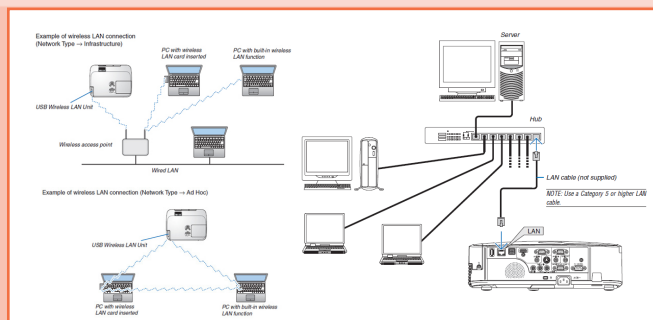 Example of wireless LAN connection
(Network Type → Infrastructure)
PC with wireless
LAN card inserted
PC with built-in wireless
LAN function
USB Wireless LAN Unit
Wireless access point
Wired LAN
Example of wireless LAN connection (Network Type → Ad Hoc)
USB Wireless LAN Unit
PC with wireless
LAN card inserted
PC with built-in wireless
LAN function
Server
Hub
LAN cable (not supplied)
NOTE: Use a Category 5 or higher LAN
cable.
LAN